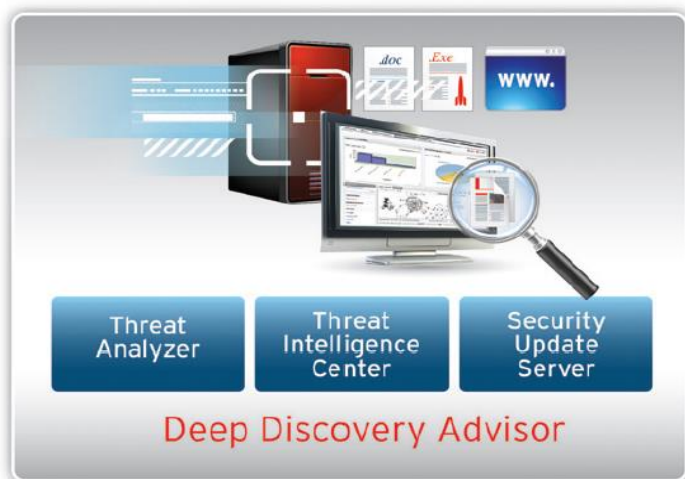 .doc
.Exe
www.
Threat
Analyzer
Threat
Intelligence
Center
Security
Update
Server
Deep Discovery Advisor